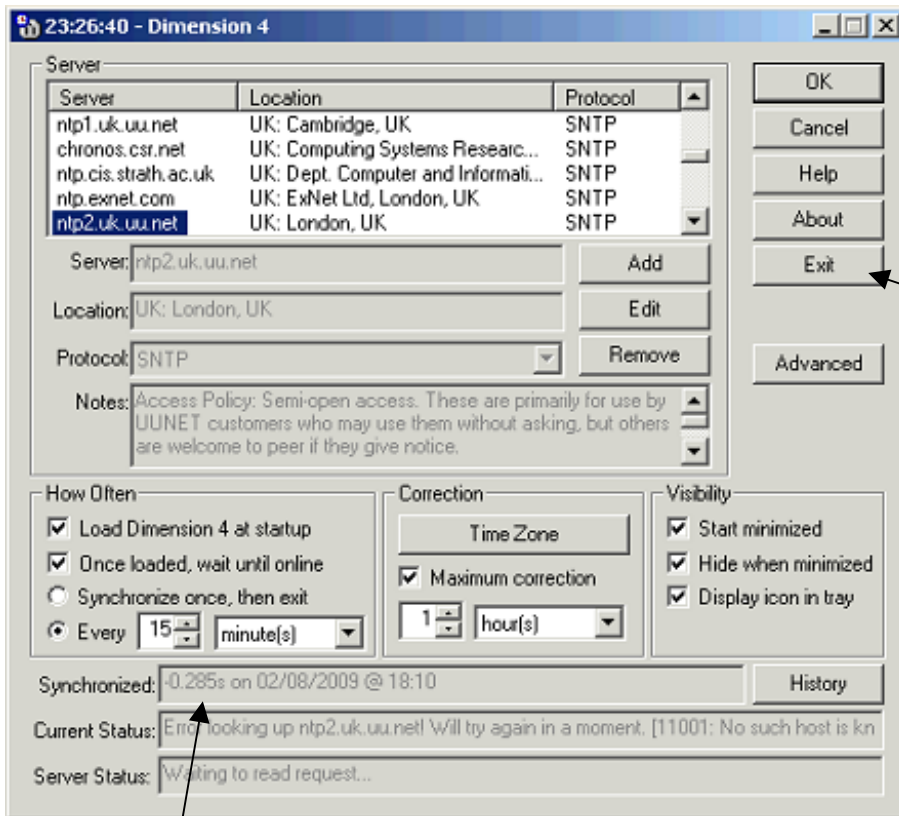 23:26:40 - Dimension 4
Server
Server Location Protocol
ntp1.uk.uu.net UK: Cambridge, UK SNTP
chronos.csr.net UK: Computing Systems Researc... SNTP
ntp.cis.strath.ac.uk UK: Dept. Computer and Informati... SNTP
ntp.exnet.com UK: ExNet Ltd, London, UK SNTP
ntp2.uk.uu.net UK: London, UK SNTP
Server: ntp2.uk.uu.net
Location: UK: London, UK
Protocol: SNTP
Notes: Access Policy: Semi-open access. These are primarily for use by
UUNET customers who may use them without asking, but others
are welcome to peer if they give notice.
Add
Edit
Remove
OK
Cancel
Help
About
Exit
Advanced
How Often
Load Dimension 4 at startup
Once loaded, wait until online
Synchronize once, then exit
Every 15 minute(s)
Correction
Time Zone
Maximum correction
1 hour(s)
Visibility
Start minimized
Hide when minimized
Display icon in tray
Synchronized: -0.285s on 02/08/2009 @ 18:10
History
Current Status: Error looking up ntp2.uk.uu.net! Will try again in a moment. [11001: No such host is kn
Server Status: Waiting to read request...